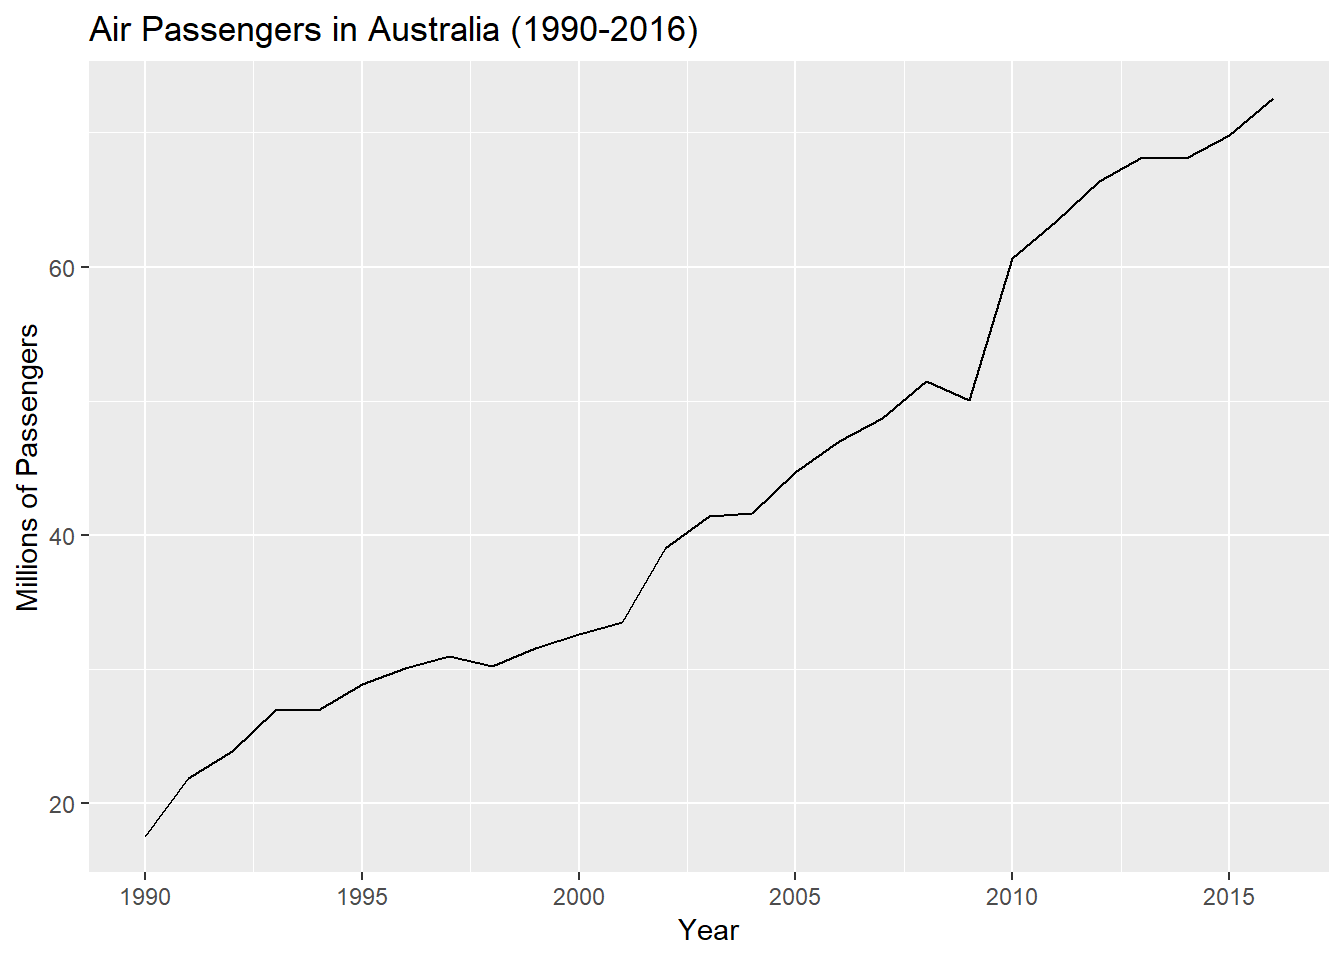 Air Passengers in Australia (1990-2016)
Millions of Passengers
60
40
20
1990 1995 2000 2005 2010 2015
Year